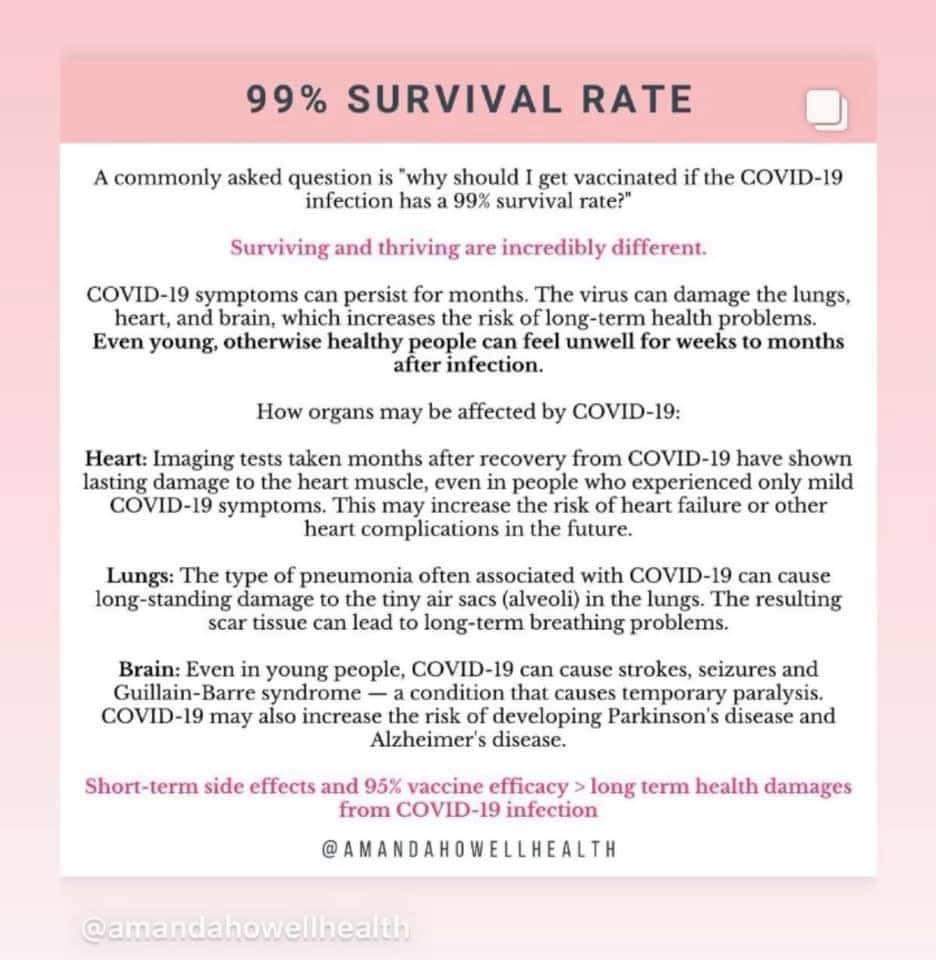 99% SURVIVAL RATE
A commonly asked question is "why should I get vaccinated if the COVID-19
infection has a 99% survival rate?"
Surviving and thriving are incredibly different.
COVID-19 symptoms can persist for months. The virus can damage the lungs,
heart, and brain, which increases the risk of long-term health problems.
Even young, otherwise healthy people can feel unwell for weeks to months
after infection.
How organs may be affected by COVID-19:
Heart: Imaging tests taken months after recovery from COVID-19 have shown
lasting damage to the heart muscle, even in people who experienced only mild
COVID-19 symptoms. This may increase the risk of heart failure or other
heart complications in the future.
Lungs: The type of pneumonia often associated with COVID-19 can cause
long-standing damage to the tiny air sacs (alveoli) in the lungs. The resulting
scar tissue can lead to long-term breathing problems.
Brain: Even in young people, COVID-19 can cause strokes, seizures and
Guillain-Barre syndrome — a condition that causes temporary paralysis.
COVID-19 may also increase the risk of developing Parkinson's disease and
Alzheimer's disease.
Short-term side effects and 95% vaccine efficacy > long term health damages
from COVID-19 infection
@AMANDAHOWELLHEALTH
@amandahowellhealth